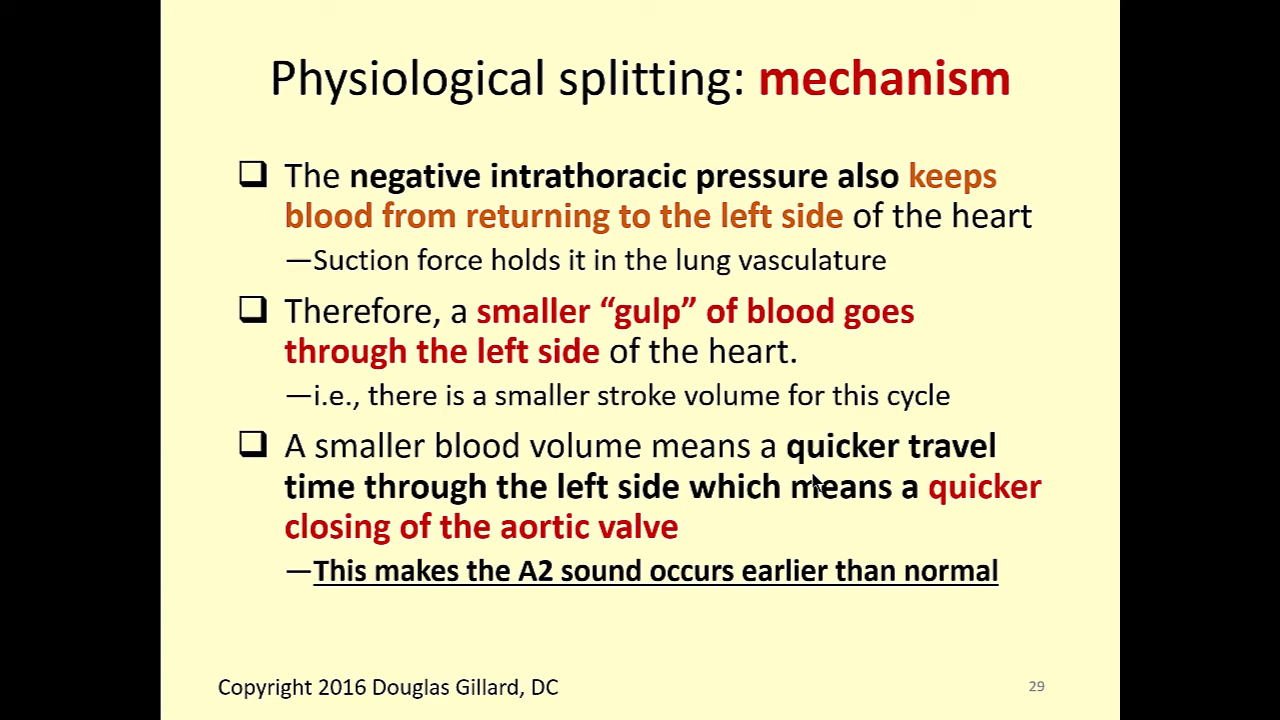 Physiological splitting: mechanism
❑ The negative intrathoracic pressure also keeps
blood from returning to the left side of the heart
—Suction force holds it in the lung vasculature
❑ Therefore, a smaller “gulp” of blood goes
through the left side of the heart.
—i.e., there is a smaller stroke volume for this cycle
❑ A smaller blood volume means a quicker travel
time through the left side which means a quicker
closing of the aortic valve
—This makes the A2 sound occurs earlier than normal
Copyright 2016 Douglas Gillard, DC
29